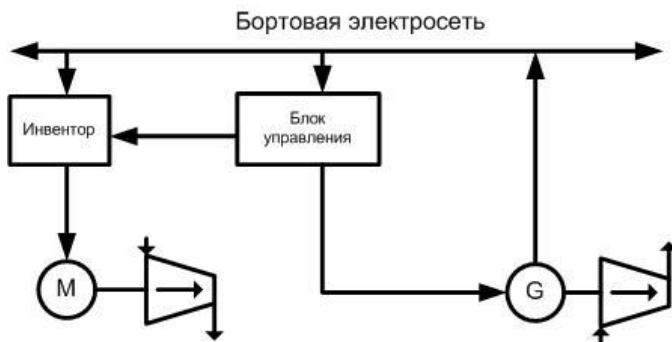 Бортовая электросеть
Инвентор
Блок
управления
M
G